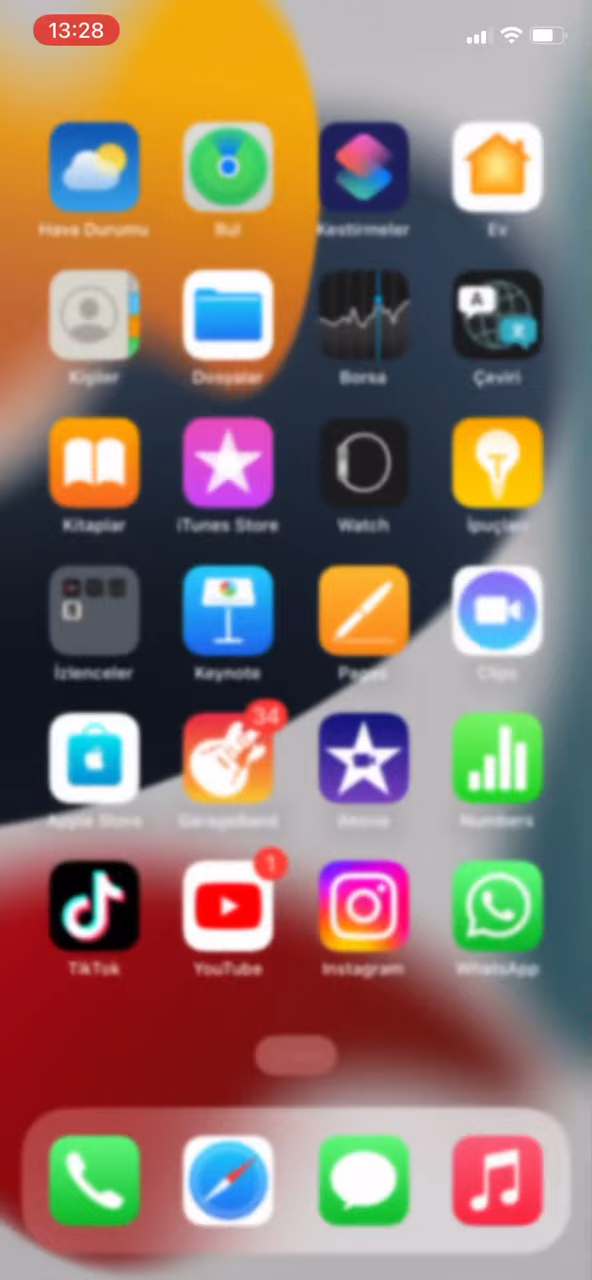 13:28
Hava Durumu
Bul
Kestirmeler
Ev
Kişiler
Dosyalar
Borsa
Çeviri
Kitaplar
iTunes Store
Watch
İpuçları
İzlenceler
Keynote
Pages
Clips
34
Apple Store
GarageBand
iMovie
Numbers
1
TikTok
YouTube
Instagram
WhatsApp